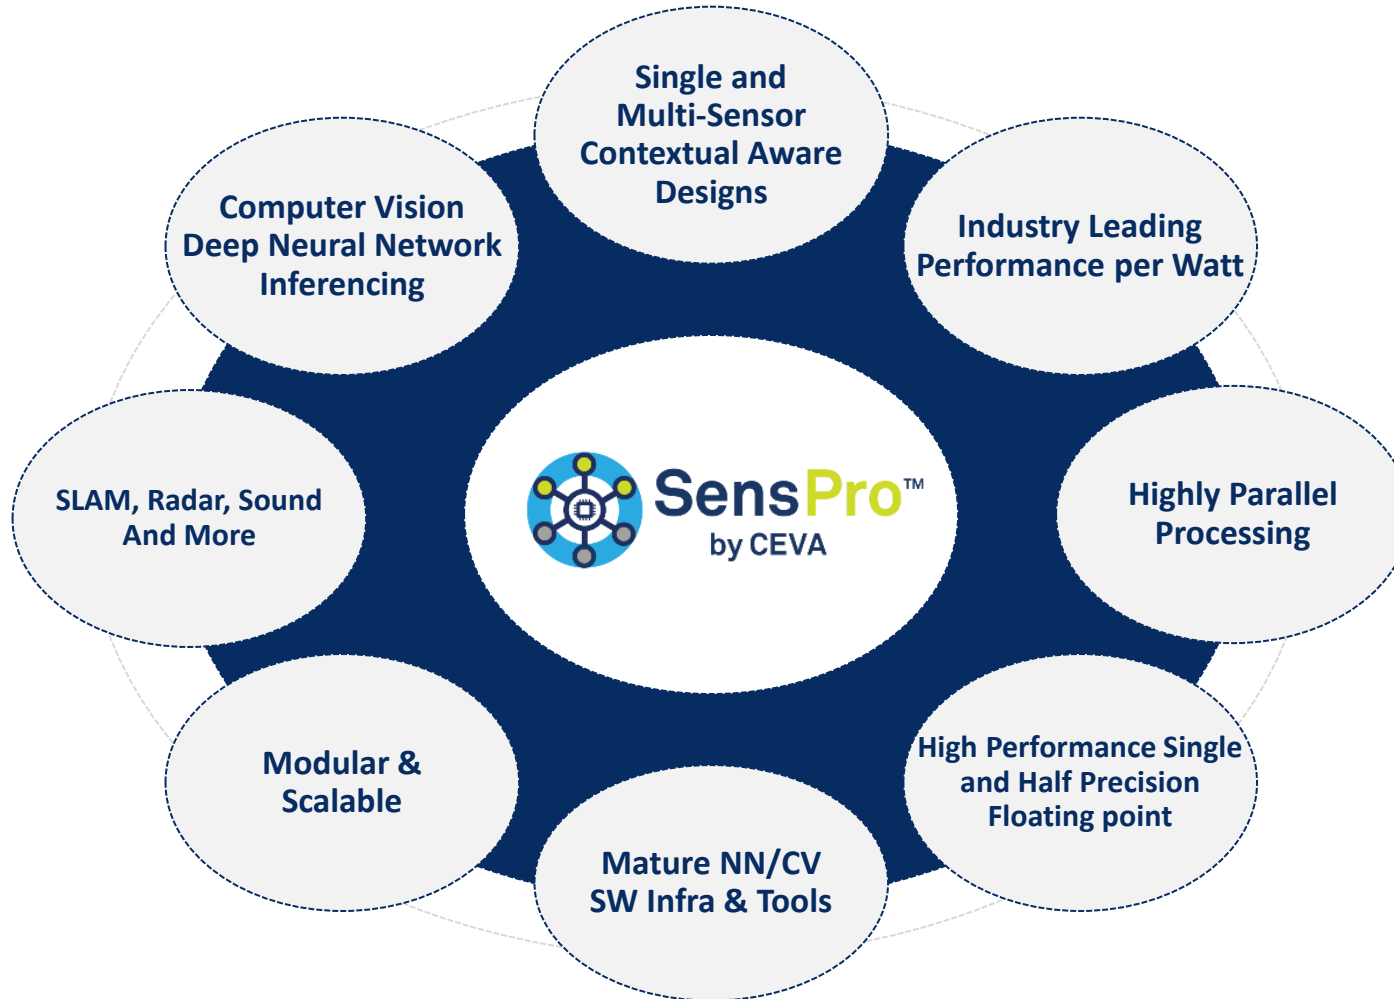 Single and
Multi-Sensor
Contextual Aware
Designs
Computer Vision
Deep Neural Network
Inferencing
Industry Leading
Performance per Watt
SLAM, Radar, Sound
And More
SensPro™
by CEVA
Highly Parallel
Processing
Modular &
Scalable
High Performance Single
and Half Precision
Floating point
Mature NN/CV
SW Infra & Tools